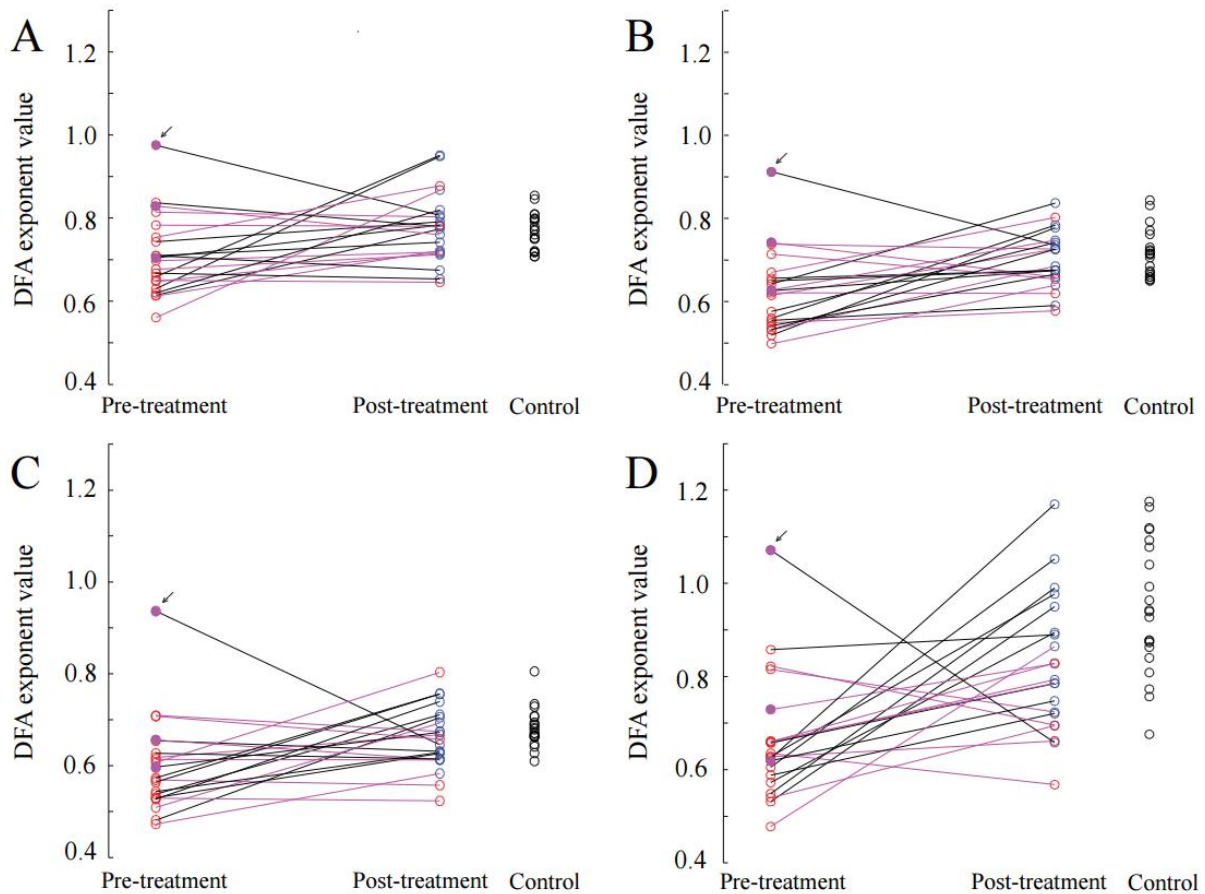 A
DFA exponent value
1.2
1.0
0.8
0.6
0.4
Pre-treatment Post-treatment Control
B
DFA exponent value
1.2
1.0
0.8
0.6
0.4
Pre-treatment Post-treatment Control
C
DFA exponent value
1.2
1.0
0.8
0.6
0.4
Pre-treatment Post-treatment Control
D
DFA exponent value
1.2
1.0
0.8
0.6
0.4
Pre-treatment Post-treatment Control